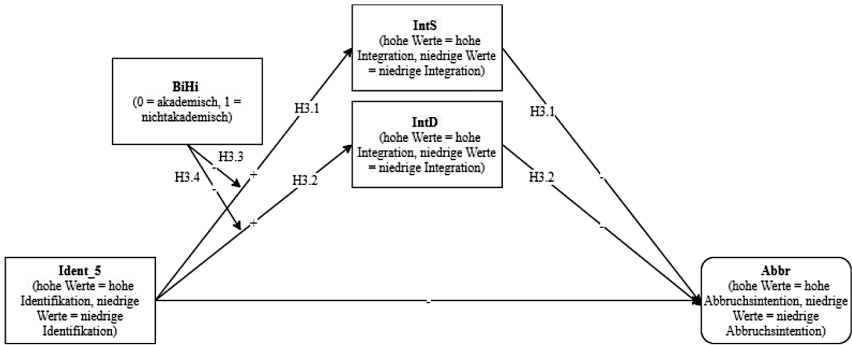 IntS
(hohe Werte = hohe
Integration, niedrige Werte
= niedrige Integration)
BiHi
(0 = akademisch, 1 =
nichtakademisch)
H3.1
H3.1
IntD
(hohe Werte = hohe
Integration, niedrige Werte
= niedrige Integration)
H3.3
-
H3.4
-
+
H3.2
H3.2
-
+
-
Ident_5
(hohe Werte = hohe
Identifikation, niedrige
Werte = niedrige
Identifikation)
-
Abbr
(hohe Werte = hohe
Abbruchsintention, niedrige
Werte = niedrige
Abbruchsintention)